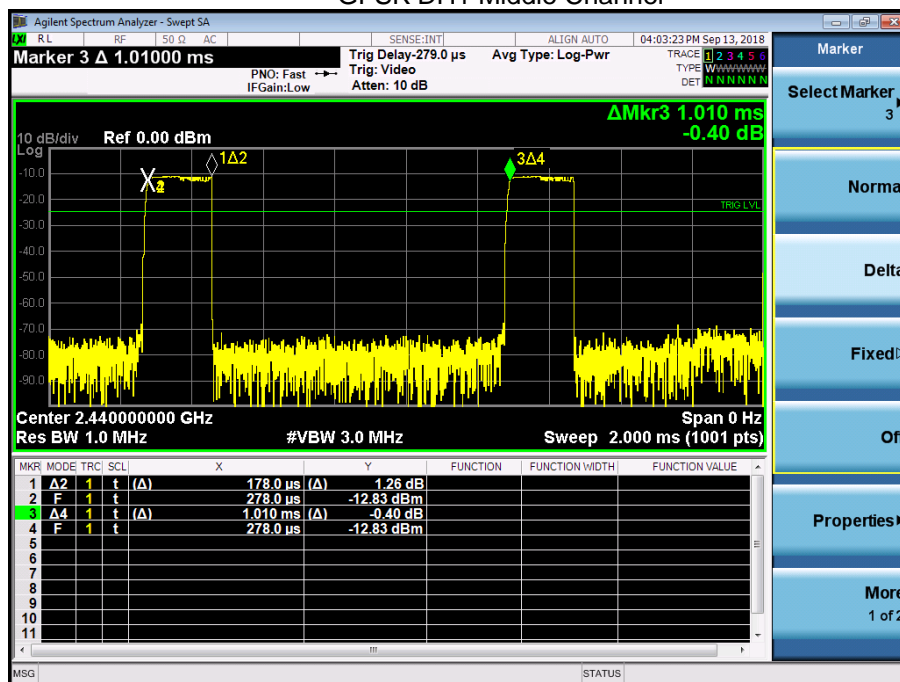 GFSK DH1 Middle Channel
Agilent Spectrum Analyzer - Swept SA
LXI RL RF 50 Ω AC SENSE:INT ALIGN AUTO 04:03:23 PM Sep 13, 2018
Marker 3 Δ 1.01000 ms
PNO: Fast
IFGain:Low
Trig Delay-279.0 µs
Trig: Video
Atten: 10 dB
Avg Type: Log-Pwr
TRACE 1 2 3 4 5 6
TYPE WWWWWW
DET N N N N N N
Marker
Select Marker
3
ΔMkr3 1.010 ms
-0.40 dB
10 dB/div Ref 0.00 dBm
Log
1Δ2
3Δ4
-10.0
-20.0
TRIG LVL
-30.0
-40.0
-50.0
-60.0
-70.0
-80.0
-90.0
Center 2.440000000 GHz Span 0 Hz
Res BW 1.0 MHz #VBW 3.0 MHz Sweep 2.000 ms (1001 pts)
MKR MODE TRC SCL X Y FUNCTION FUNCTION WIDTH FUNCTION VALUE
1 Δ2 1 t (Δ) 178.0 µs (Δ) 1.26 dB
2 F 1 t 278.0 µs -12.83 dBm
3 Δ4 1 t (Δ) 1.010 ms (Δ) -0.40 dB
4 F 1 t 278.0 µs -12.83 dBm
5
6
7
8
9
10
11
Norma
Delta
Fixed
Of
Properties
More
1 of 2
MSG STATUS